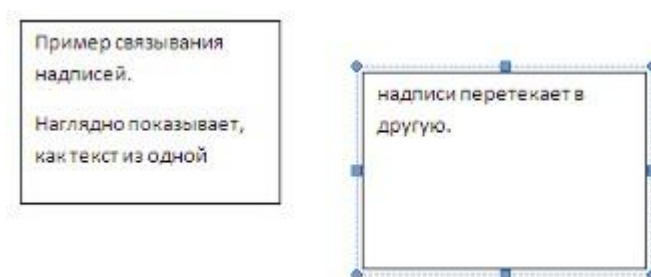 Пример связывания
надписей.
Наглядно показывает,
как текст из одной
надписи перетекает в
другую.